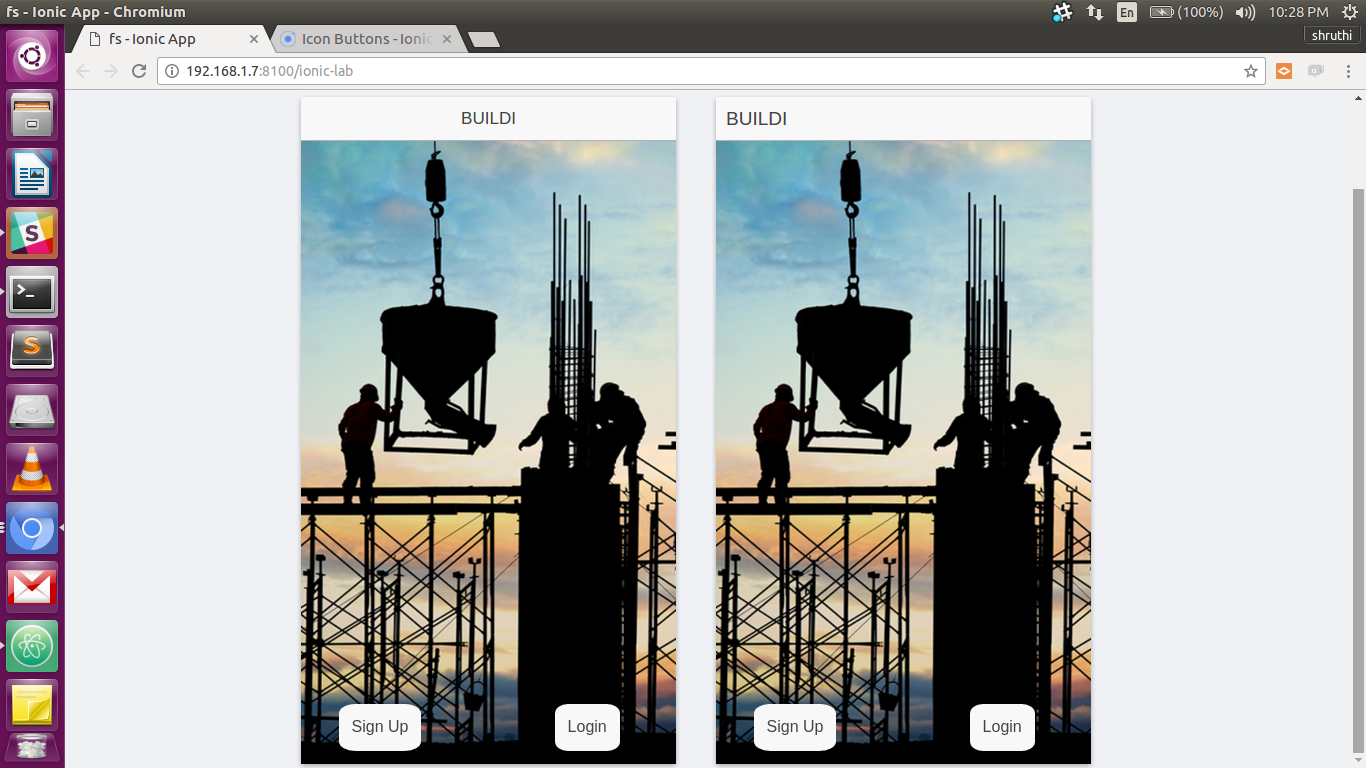 fs - Ionic App - Chromium
En
(100%)
10:28 PM
fs - Ionic App
Icon Buttons - Ionic
shruthi
192.168.1.7:8100/ionic-lab
BUILDI
BUILDI
S
>_
S
Sign Up
Login
Sign Up
Login